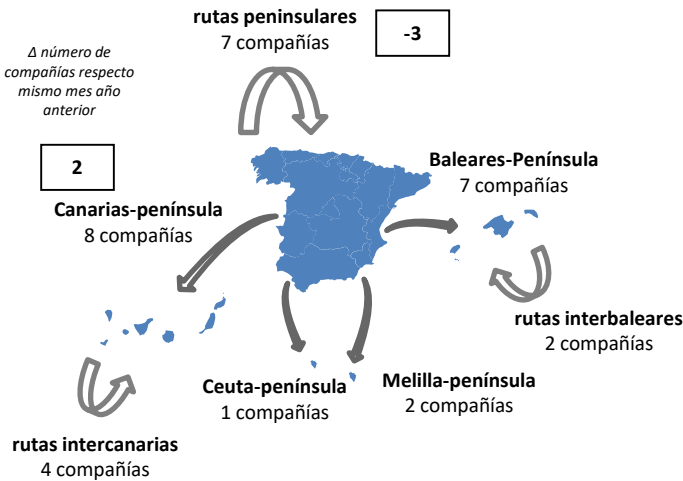 rutas peninsulares
7 compañías
-3
Δ número de
compañías respecto
mismo mes año
anterior
2
Canarias-península
8 compañías
Baleares-Península
7 compañías
rutas interbaleares
2 compañías
Ceuta-península
1 compañías
Melilla-península
2 compañías
rutas intercanarias
4 compañías